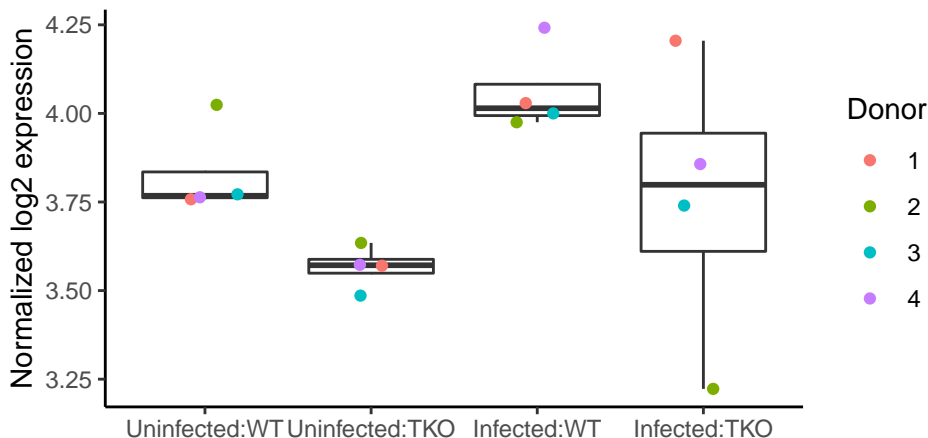 Normalized log2 expression
4.25
4.00
3.75
3.50
3.25
Uninfected:WT
Uninfected:TKO
Infected:WT
Infected:TKO
Donor
1
2
3
4